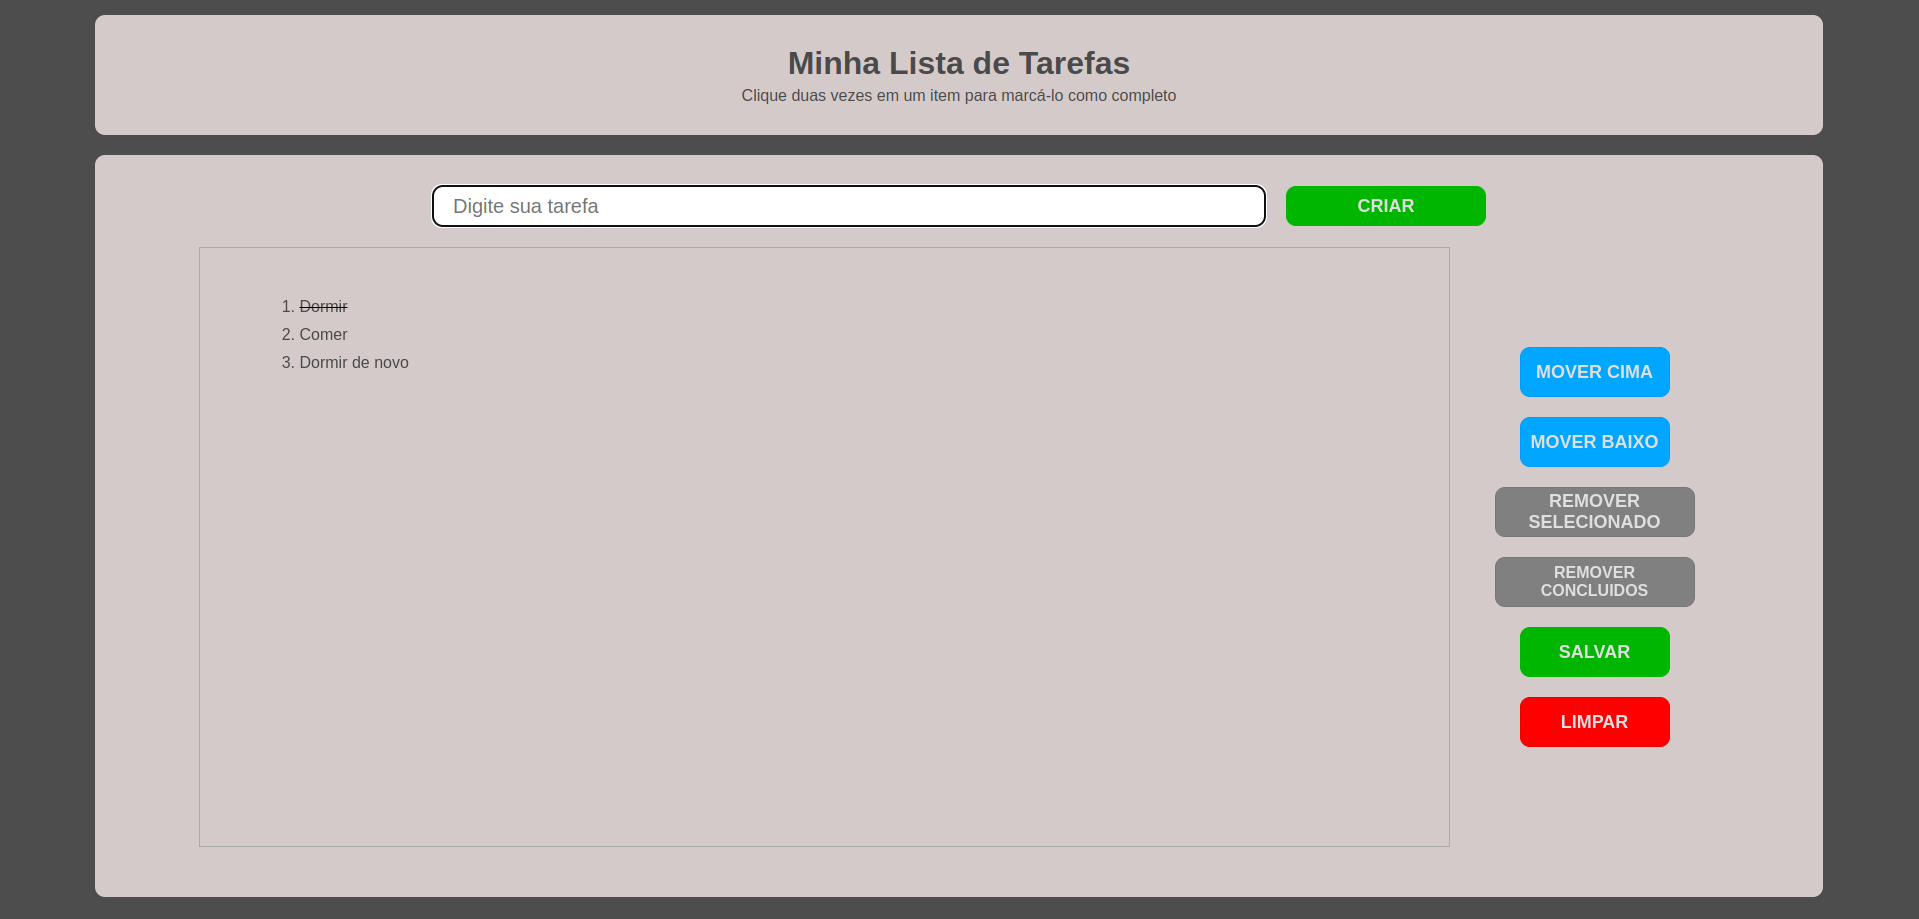 Minha Lista de Tarefas
Clique duas vezes em um item para marcá-lo como completo
Digite sua tarefa
CRIAR
1. Dormir
2. Comer
3. Dormir de novo
MOVER CIMA
MOVER BAIXO
REMOVER
SELECIONADO
REMOVER
CONCLUIDOS
SALVAR
LIMPAR